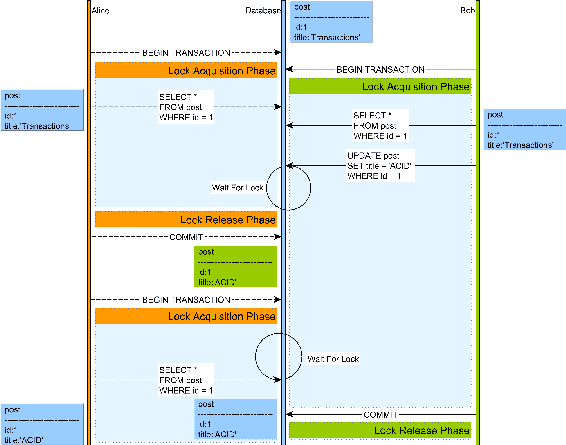 Alice
Database
post
id:1
title:'Transactions'
Bob
BEGIN TRANSACTION
BEGIN TRANSACTION
Lock Acquisition Phase
Lock Acquisition Phase
post
id:1
title:'Transactions
SELECT *
FROM post
WHERE id = 1
SELECT *
FROM post
WHERE id = 1
post
id:1
title:'Transactions'
UPDATE post
SET title = 'ACID'
WHERE id = 1
Wait For Lock
Lock Release Phase
COMMIT
post
id:1
title:'ACID'
BEGIN TRANSACTION
Lock Acquisition Phase
Wait For Lock
SELECT *
FROM post
WHERE id = 1
post
id:1
title:'ACID'
post
id:1
title:'ACID'
COMMIT
Lock Release Phase